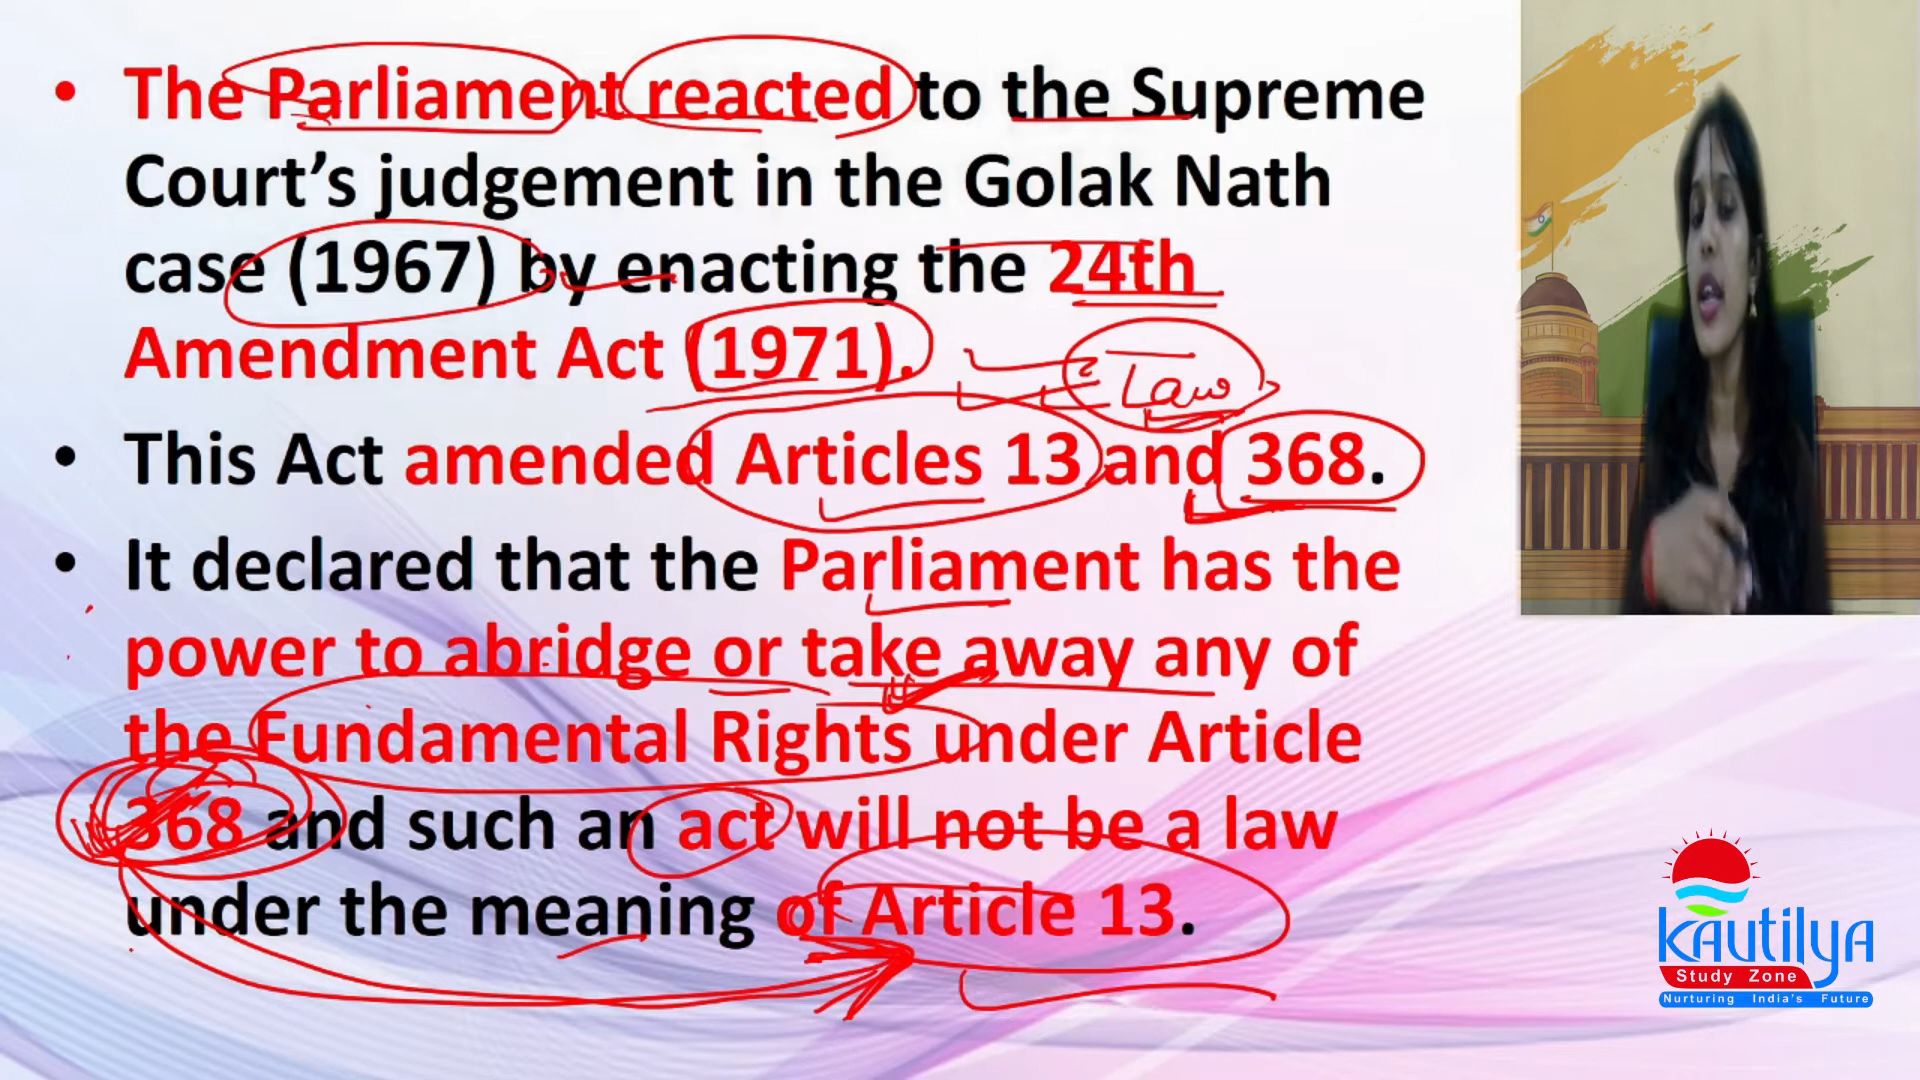 • The Parliament reacted to the Supreme
Court’s judgement in the Golak Nath
case (1967) by enacting the 24th
Amendment Act (1971).
Law
• This Act amended Articles 13 and 368.
• It declared that the Parliament has the
power to abridge or take away any of
the Fundamental Rights under Article
368 and such an act will not be a law
under the meaning of Article 13.
kautilya
Study Zone
Nurturing India's Future